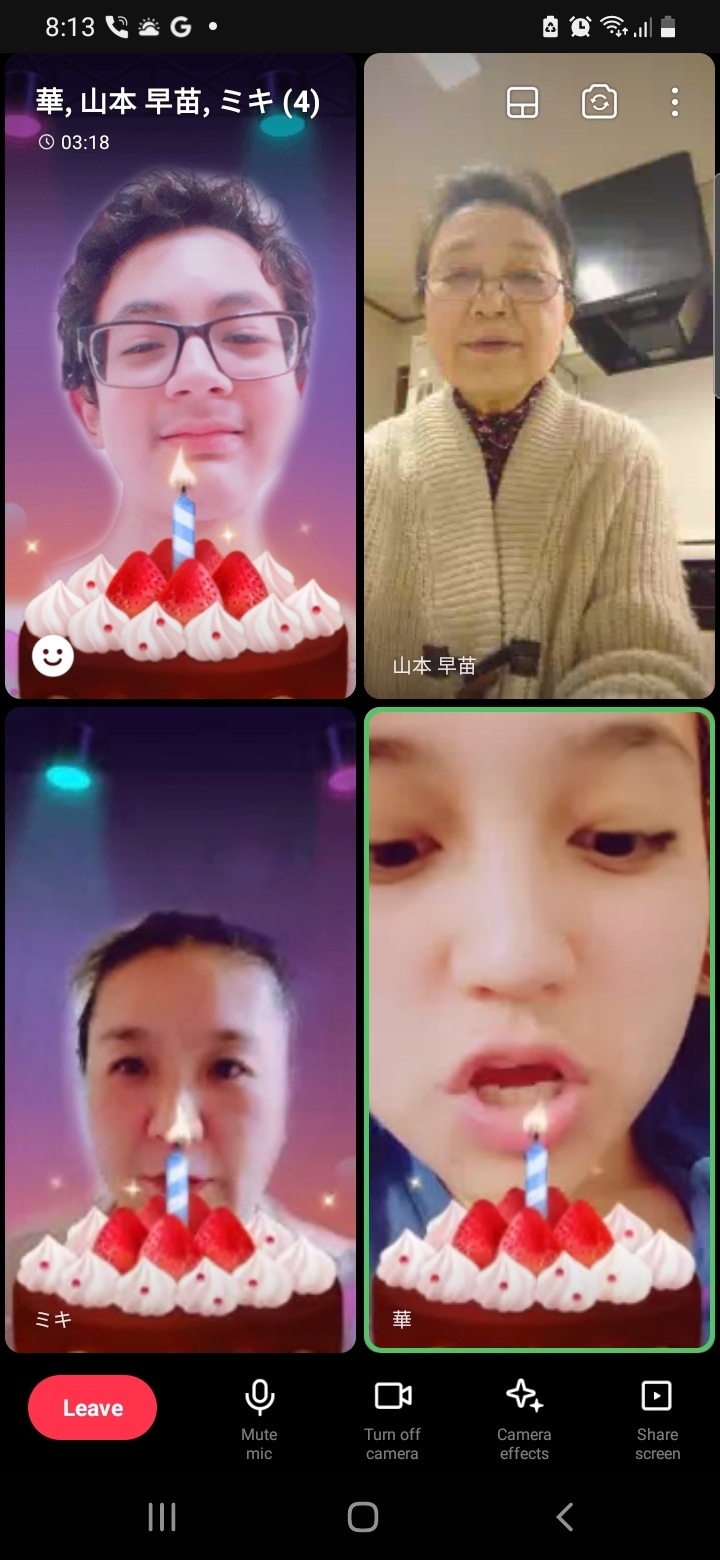 8:13
華, 山本 早苗, ミキ (4)
03:18
山本 早苗
ミキ
華
Leave
Mute
mic
Turn off
camera
Camera
effects
Share
screen